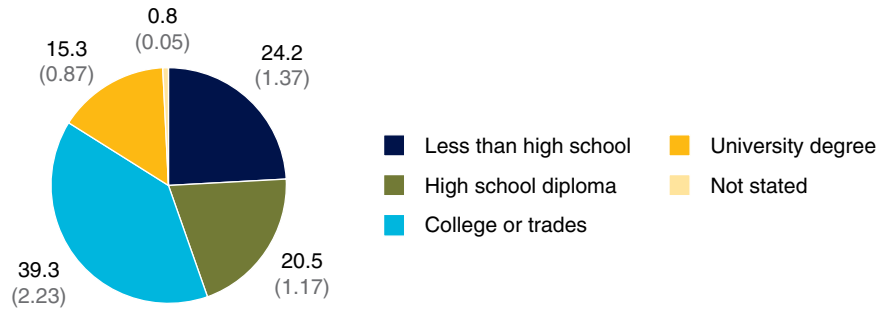 0.8
(0.05)
15.3
(0.87)
24.2
(1.37)
39.3
(2.23)
20.5
(1.17)
Less than high school
High school diploma
College or trades
University degree
Not stated